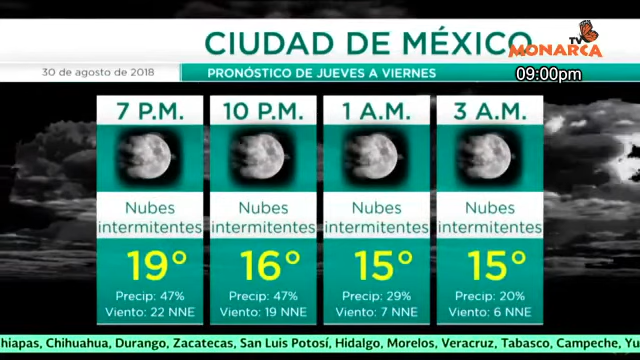 CIUDAD DE MÉXICO
TV
MONARCA
30 de agosto de 2018
PRONÓSTICO DE JUEVES A VIERNES
09:00pm
7 P.M.
Nubes
intermitentes
19°
Precip: 47%
Viento: 22 NNE
10 P.M.
Nubes
intermitentes
16°
Precip: 47%
Viento: 19 NNE
1 A.M.
Nubes
intermitentes
15°
Precip: 29%
Viento: 7 NNE
3 A.M.
Nubes
intermitentes
15°
Precip: 20%
Viento: 6 NNE
hiapas, Chihuahua, Durango, Zacatecas, San Luis Potosí, Hidalgo, Morelos, Veracruz, Tabasco, Campeche, Yu